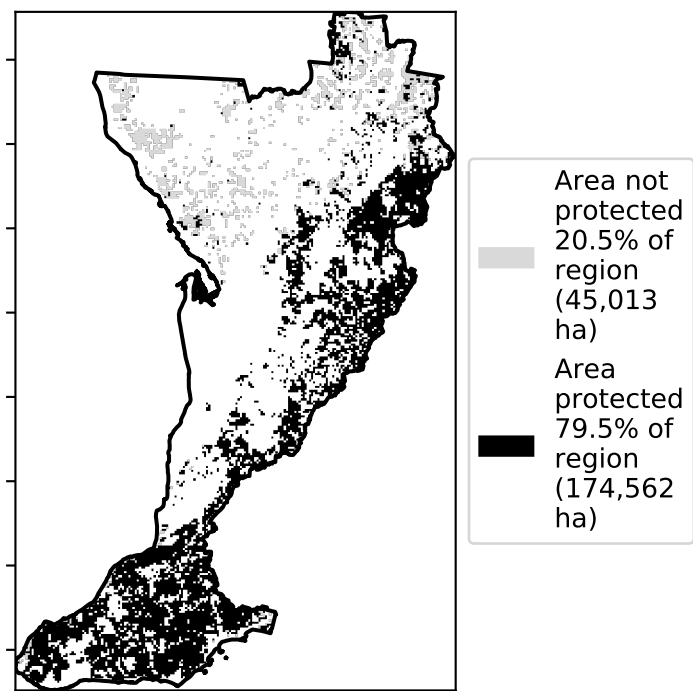 Area not
protected
20.5% of
region
(45,013
ha)
Area
protected
79.5% of
region
(174,562
ha)